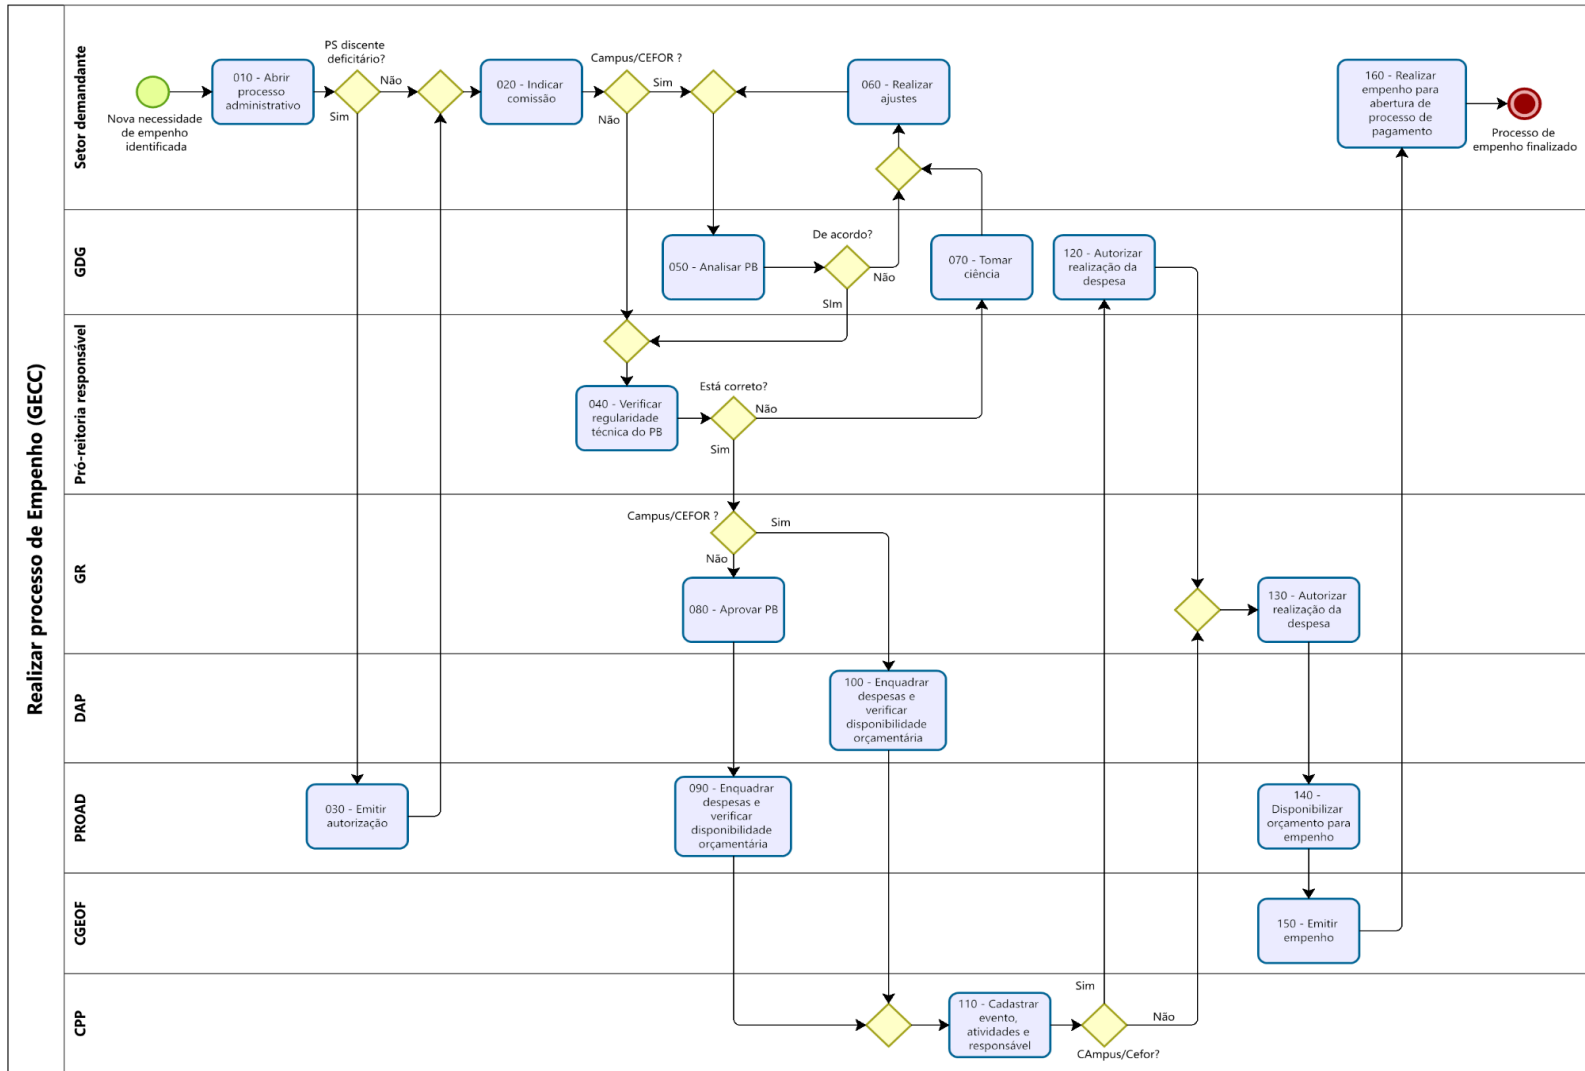 Realizar processo de Empenho (GECC)
Setor demandante
Nova necessidade
de empenho
identificada
010 - Abrir
processo
administrativo
PS discente
deficitário?
Não
Sim
020 - Indicar
comissão
Campus/CEFOR ?
Sim
Não
060 - Realizar
ajustes
160 - Realizar
empenho para
abertura de
processo de
pagamento
Processo de
empenho finalizado
GDG
050 - Analisar PB
De acordo?
Não
SIm
070 - Tomar
ciência
120 - Autorizar
realização da
despesa
Pró-reitoria responsável
040 - Verificar
regularidade
técnica do PB
Está correto?
Não
Sim
GR
Campus/CEFOR ?
Sim
Não
080 - Aprovar PB
130 - Autorizar
realização da
despesa
DAP
100 - Enquadrar
despesas e
verificar
disponibilidade
orçamentária
PROAD
030 - Emitir
autorização
090 - Enquadrar
despesas e
verificar
disponibilidade
orçamentária
140 -
Disponibilizar
orçamento para
empenho
CGEOF
150 - Emitir
empenho
CPP
110 - Cadastrar
evento,
atividades e
responsável
Sim
Não
CAmpus/Cefor?